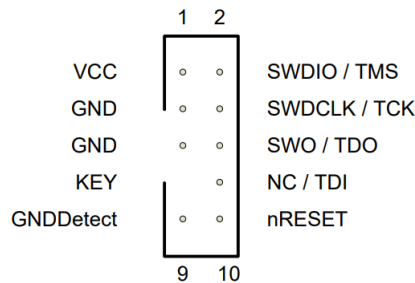 1 2
VCC SWDIO / TMS
GND SWDCLK / TCK
GND SWO / TDO
KEY NC / TDI
GNDDetect nRESET
9 10